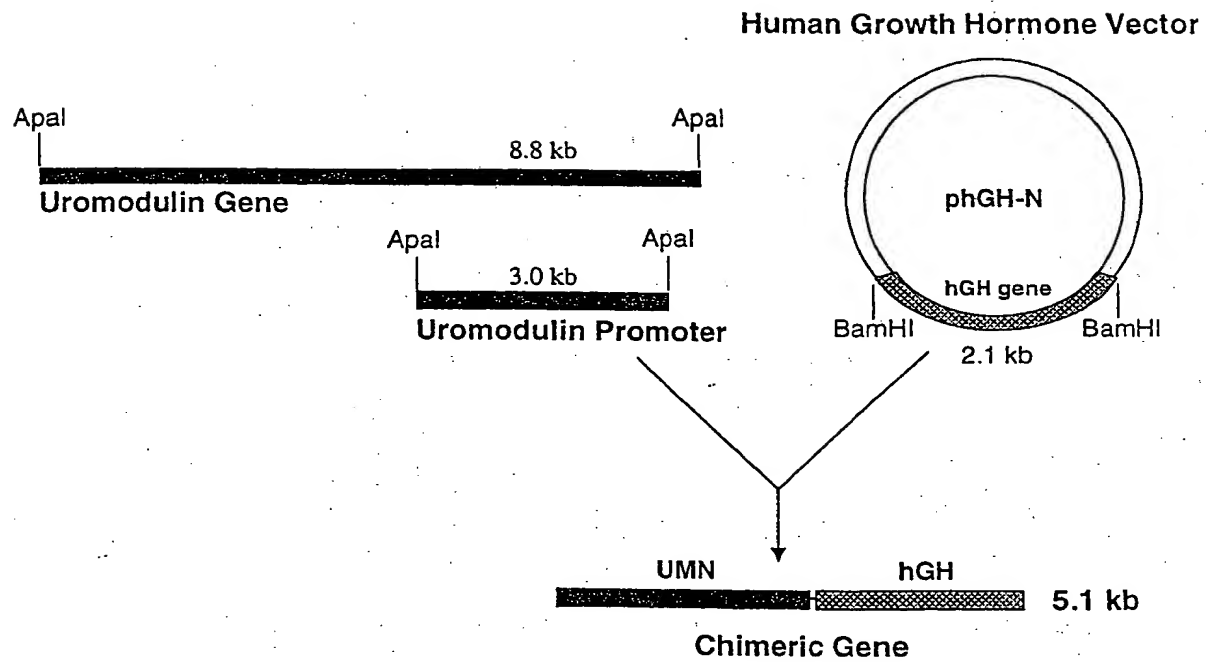 Human Growth Hormone Vector
ApaI
ApaI
8.8 kb
Uromodulin Gene
phGH-N
ApaI
ApaI
3.0 kb
Uromodulin Promoter
hGH gene
BamHI
BamHI
2.1 kb
UMN
hGH
5.1 kb
Chimeric Gene